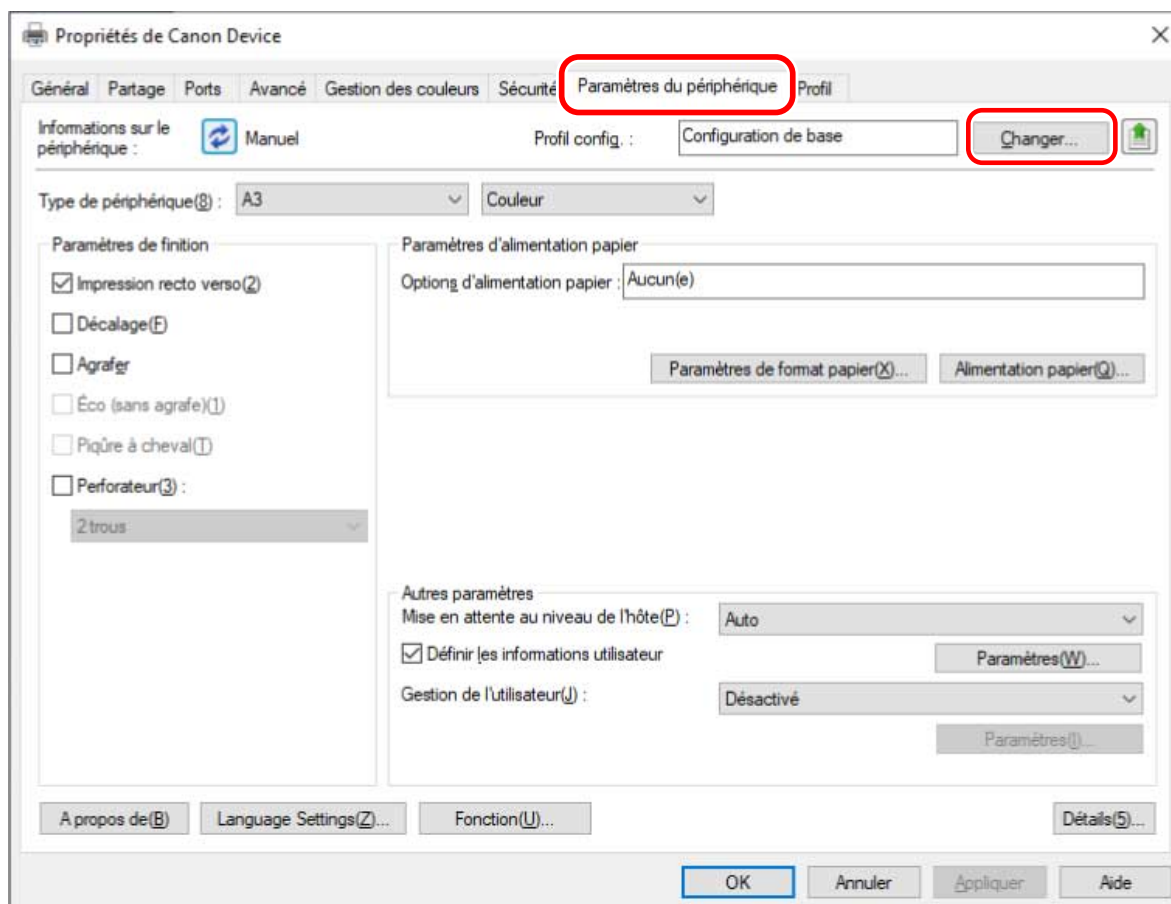 Propriétés de Canon Device
Général Partage Ports Avancé Gestion des couleurs Sécurité Paramètres du périphérique Profil
Informations sur le
périphérique :
Manuel Profil config. : Configuration de base Changer...
Type de périphérique(8) : A3 Couleur
Paramètres de finition
Impression recto verso(2)
Décalage(F)
Agrafer
Éco (sans agrafe)(1)
Piqûre à cheval(T)
Perforateur(3) :
2 trous
Paramètres d'alimentation papier
Options d'alimentation papier : Aucun(e)
Paramètres de format papier(X)... Alimentation papier(Q)...
Autres paramètres
Mise en attente au niveau de l'hôte(P) : Auto
Définir les informations utilisateur Paramètres(W)...
Gestion de l'utilisateur(J) : Désactivé
Paramètres(I)...
A propos de(B) Language Settings(Z)... Fonction(U)... Détails(5)...
OK Annuler Appliquer Aide